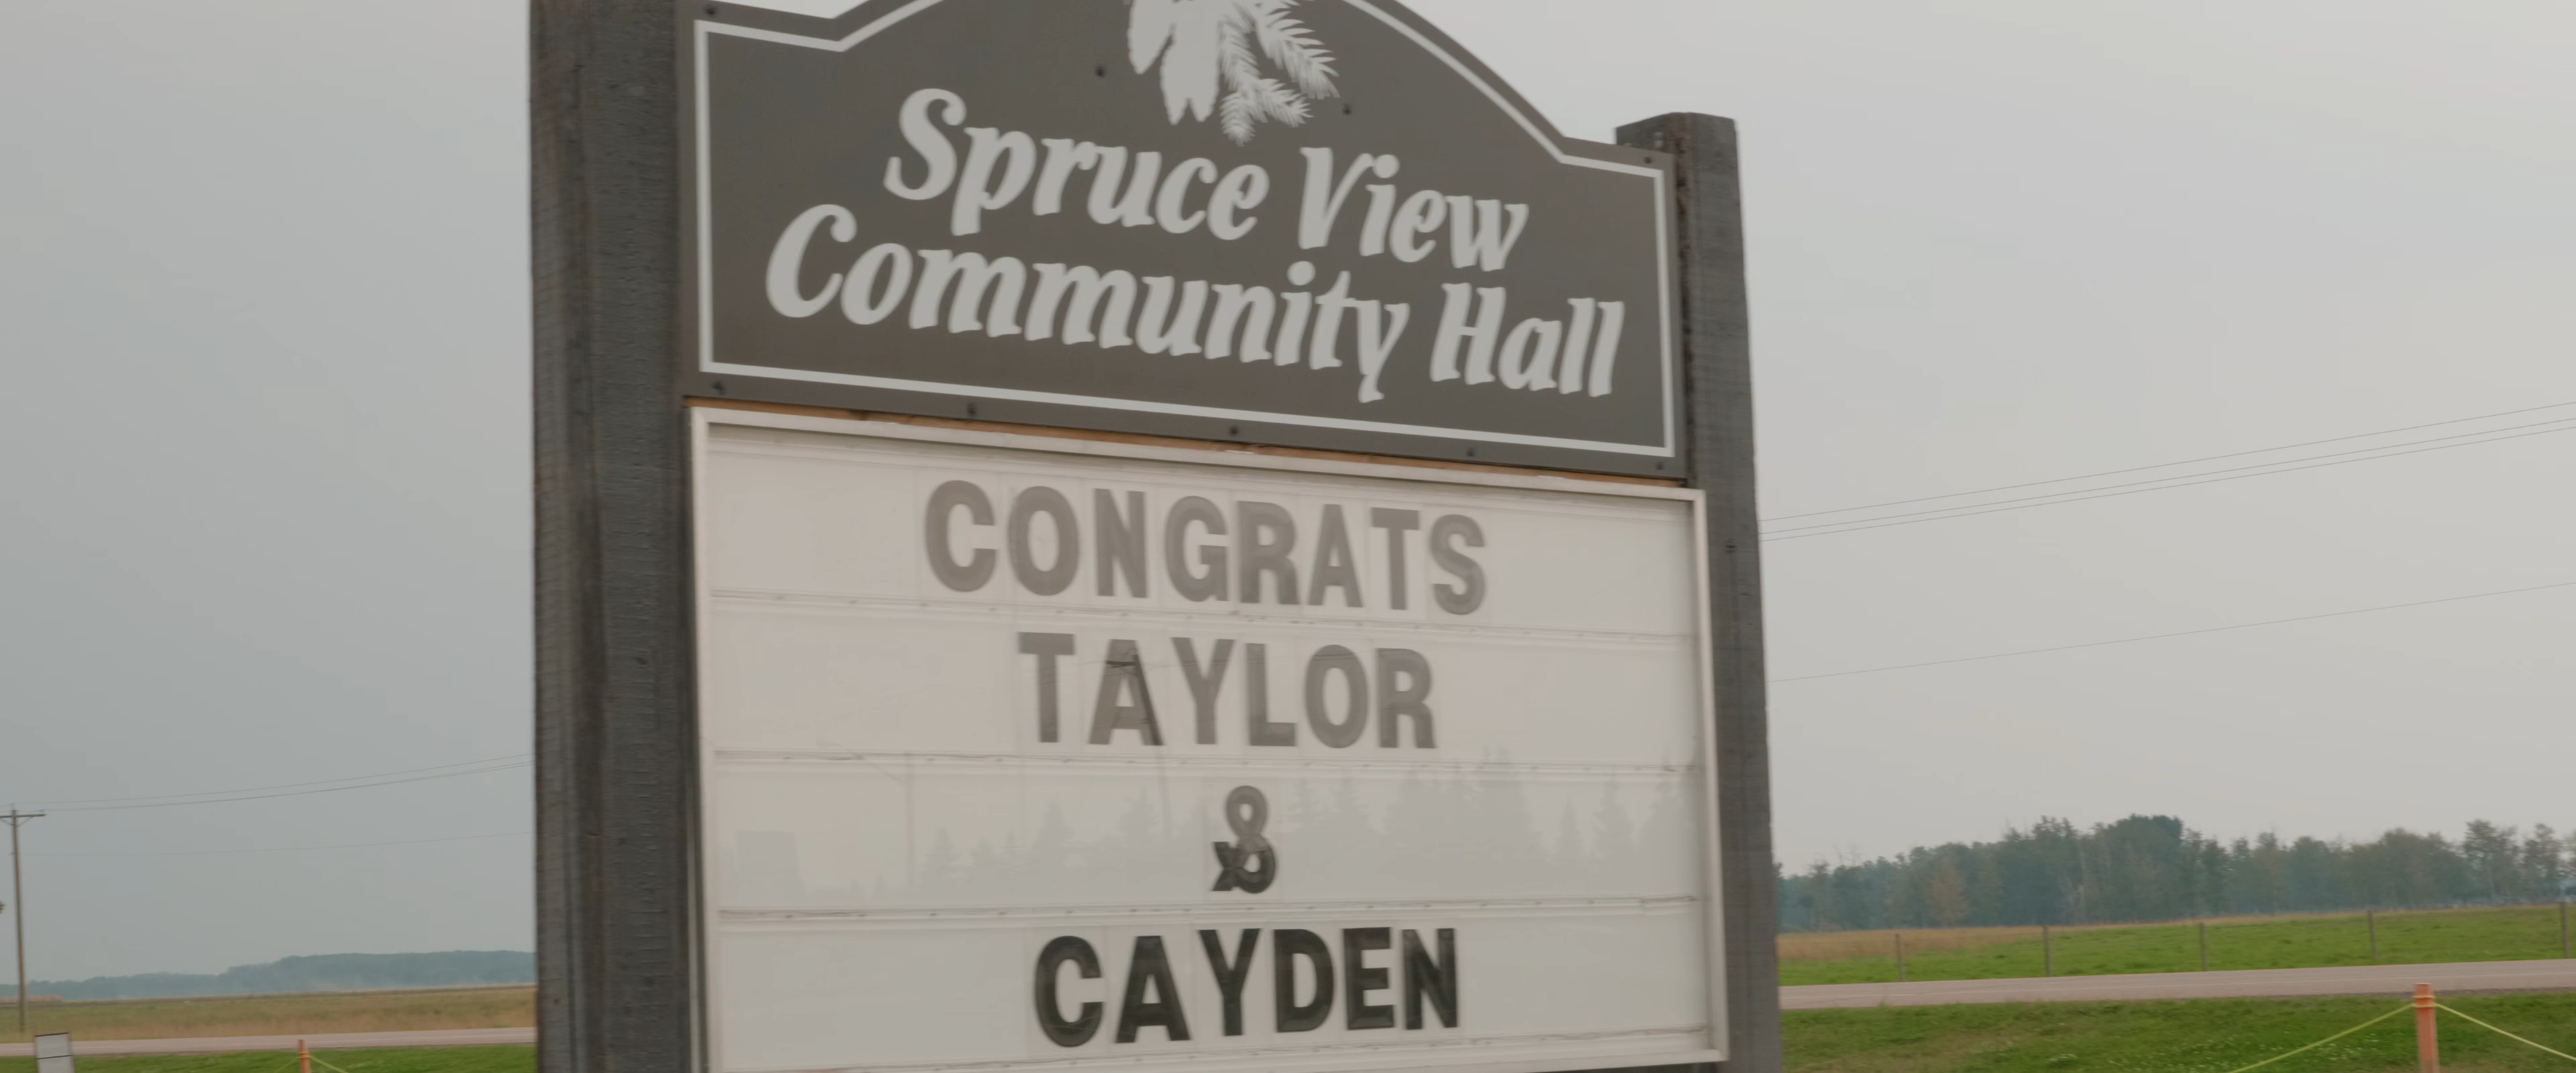 Spruce View
Community Hall
CONGRATS
TAYLOR
&
CAYDEN